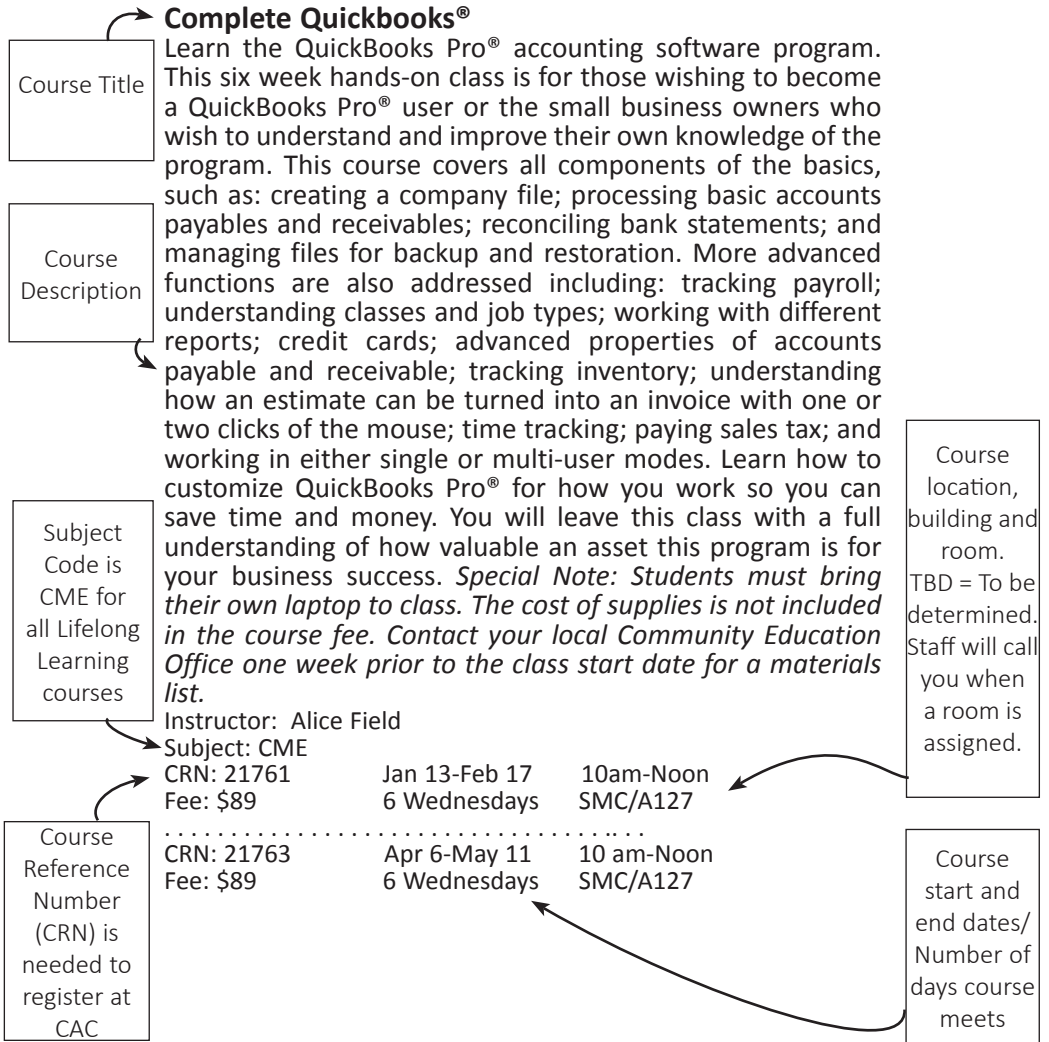 Complete Quickbooks®
Learn the QuickBooks Pro® accounting software program.
This six week hands-on class is for those wishing to become
a QuickBooks Pro® user or the small business owners who
wish to understand and improve their own knowledge of the
program. This course covers all components of the basics,
such as: creating a company file; processing basic accounts
payables and receivables; reconciling bank statements; and
managing files for backup and restoration. More advanced
functions are also addressed including: tracking payroll;
understanding classes and job types; working with different
reports; credit cards; advanced properties of accounts
payable and receivable; tracking inventory; understanding
how an estimate can be turned into an invoice with one or
two clicks of the mouse; time tracking; paying sales tax; and
working in either single or multi-user modes. Learn how to
customize QuickBooks Pro® for how you work so you can
save time and money. You will leave this class with a full
understanding of how valuable an asset this program is for
your business success. Special Note: Students must bring
their own laptop to class. The cost of supplies is not included
in the course fee. Contact your local Community Education
Office one week prior to the class start date for a materials
list.
Instructor: Alice Field
Subject: CME
CRN: 21761 Jan 13-Feb 17 10am-Noon
Fee: $89 6 Wednesdays SMC/A127
. . . . . . . . . . . . . . . . . . . . . . . . . . . . . . . . . .. . .
CRN: 21763 Apr 6-May 11 10 am-Noon
Fee: $89 6 Wednesdays SMC/A127
Course Title
Course
Description
Subject
Code is
CME for
all Lifelong
Learning
courses
Course
Reference
Number
(CRN) is
needed to
register at
CAC
Course
location,
building and
room.
TBD = To be
determined.
Staff will call
you when
a room is
assigned.
Course
start and
end dates/
Number of
days course
meets